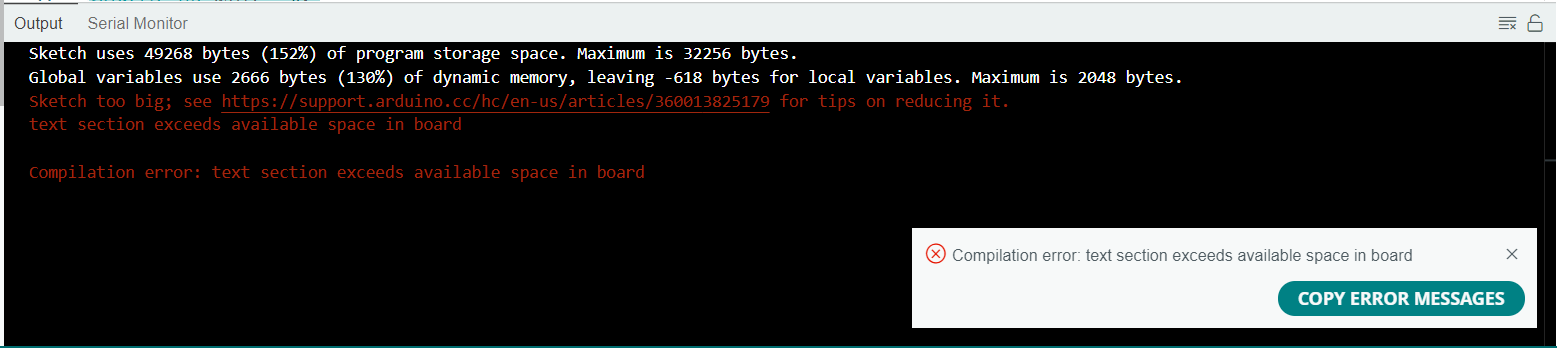 Output Serial Monitor
Sketch uses 49268 bytes (152%) of program storage space. Maximum is 32256 bytes.
Global variables use 2666 bytes (130%) of dynamic memory, leaving -618 bytes for local variables. Maximum is 2048 bytes.
Sketch too big; see https://support.arduino.cc/hc/en-us/articles/360013825179 for tips on reducing it.
text section exceeds available space in board
Compilation error: text section exceeds available space in board
Compilation error: text section exceeds available space in board
COPY ERROR MESSAGES